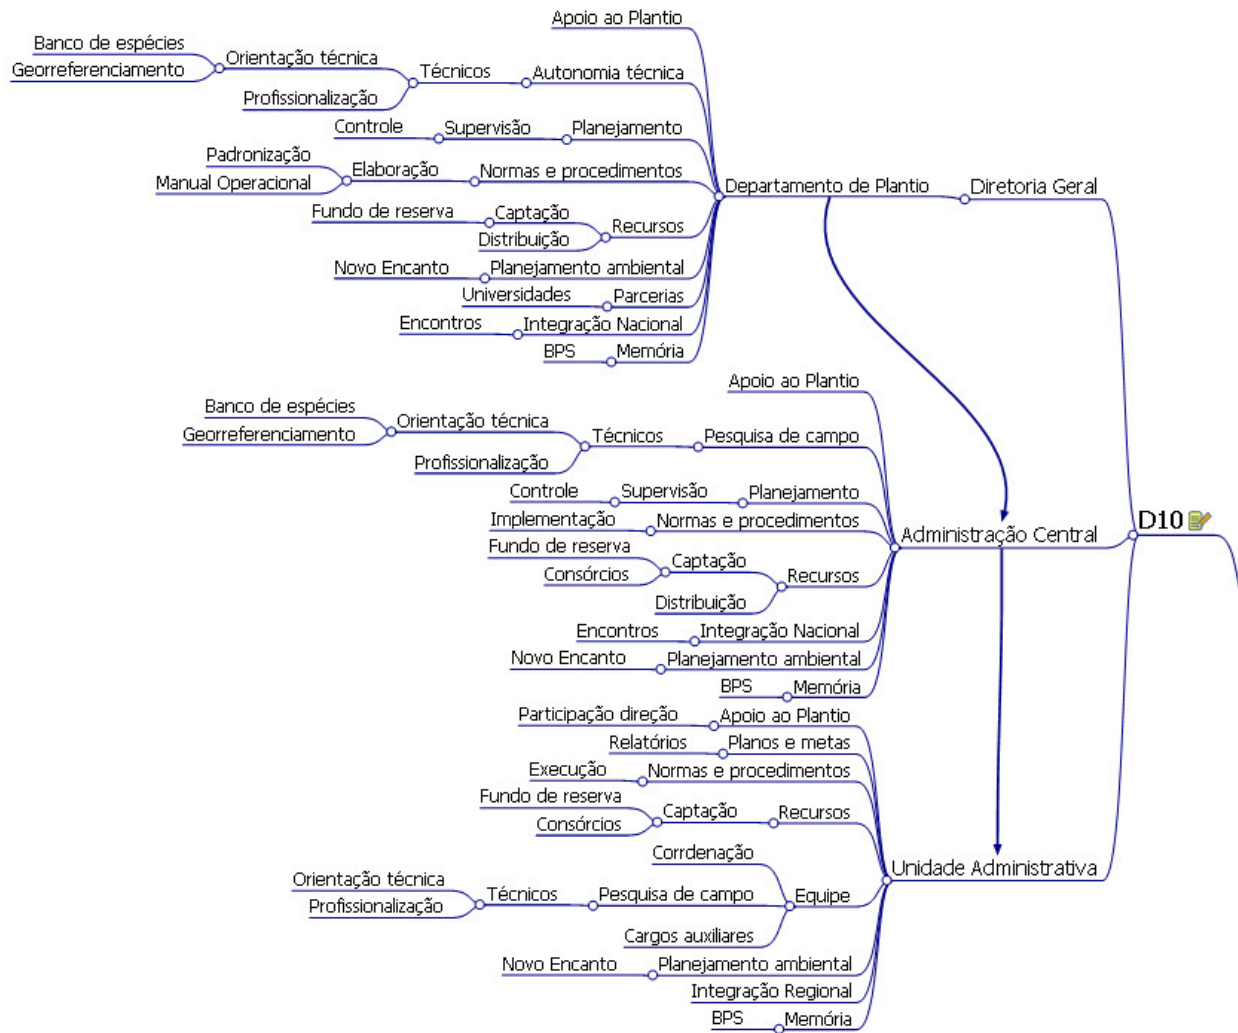 Apoio ao Plantio
Banco de espécies
Georreferenciamento
Orientação técnica
Profissionalização
Técnicos
Autonomia técnica
Controle
Supervisão
Planejamento
Padronização
Manual Operacional
Elaboração
Normas e procedimentos
Fundo de reserva
Captação
Distribuição
Recursos
Novo Encanto
Planejamento ambiental
Universidades
Parcerias
Encontros
Integração Nacional
BPS
Memória
Departamento de Plantio
Diretoria Geral
Apoio ao Plantio
Banco de espécies
Georreferenciamento
Orientação técnica
Profissionalização
Técnicos
Pesquisa de campo
Controle
Supervisão
Planejamento
Implementação
Normas e procedimentos
Fundo de reserva
Consórcios
Captação
Distribuição
Recursos
Encontros
Integração Nacional
Novo Encanto
Planejamento ambiental
BPS
Memória
Administração Central
D10
Participação direção
Apoio ao Plantio
Relatórios
Planos e metas
Execução
Normas e procedimentos
Fundo de reserva
Consórcios
Captação
Recursos
Corrdenação
Orientação técnica
Profissionalização
Técnicos
Pesquisa de campo
Equipe
Cargos auxiliares
Novo Encanto
Planejamento ambiental
Integração Regional
BPS
Memória
Unidade Administrativa